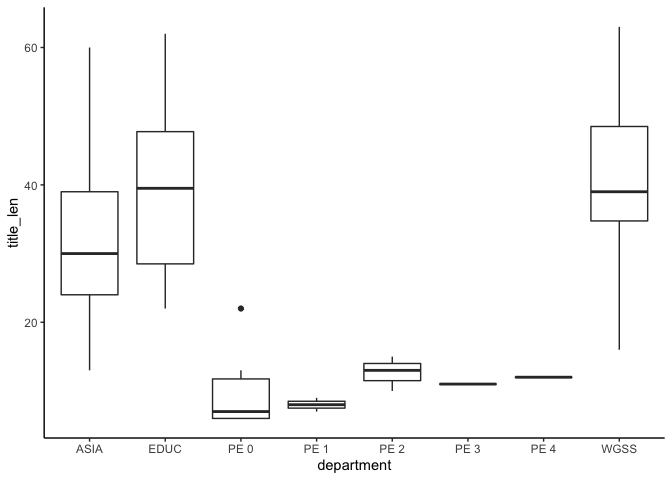 60
40
20
title_len
ASIA EDUC PE 0 PE 1 PE 2 PE 3 PE 4 WGSS
department